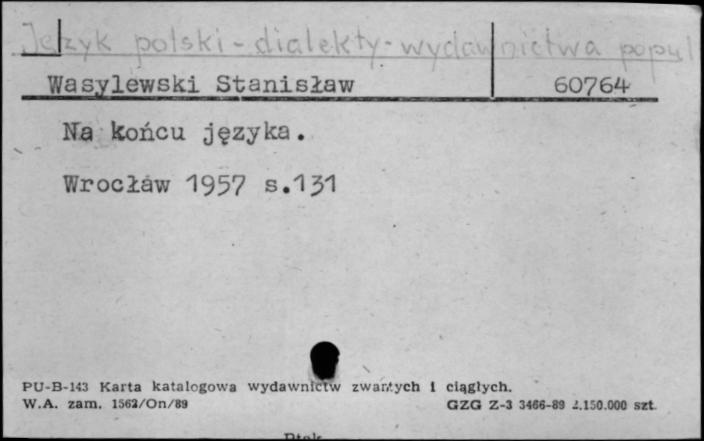 Język polski - dialekty - wydawnictwa popul
Wasylewski Stanisław 60764
Na końcu języka.
Wrocław 1957 s.131
PU-B-143 Karta katalogowa wydawnictw zwartych i ciągłych.
W.A. zam. 1562/On/89 GZG Z-3 3466-89 2.150.000 szt.